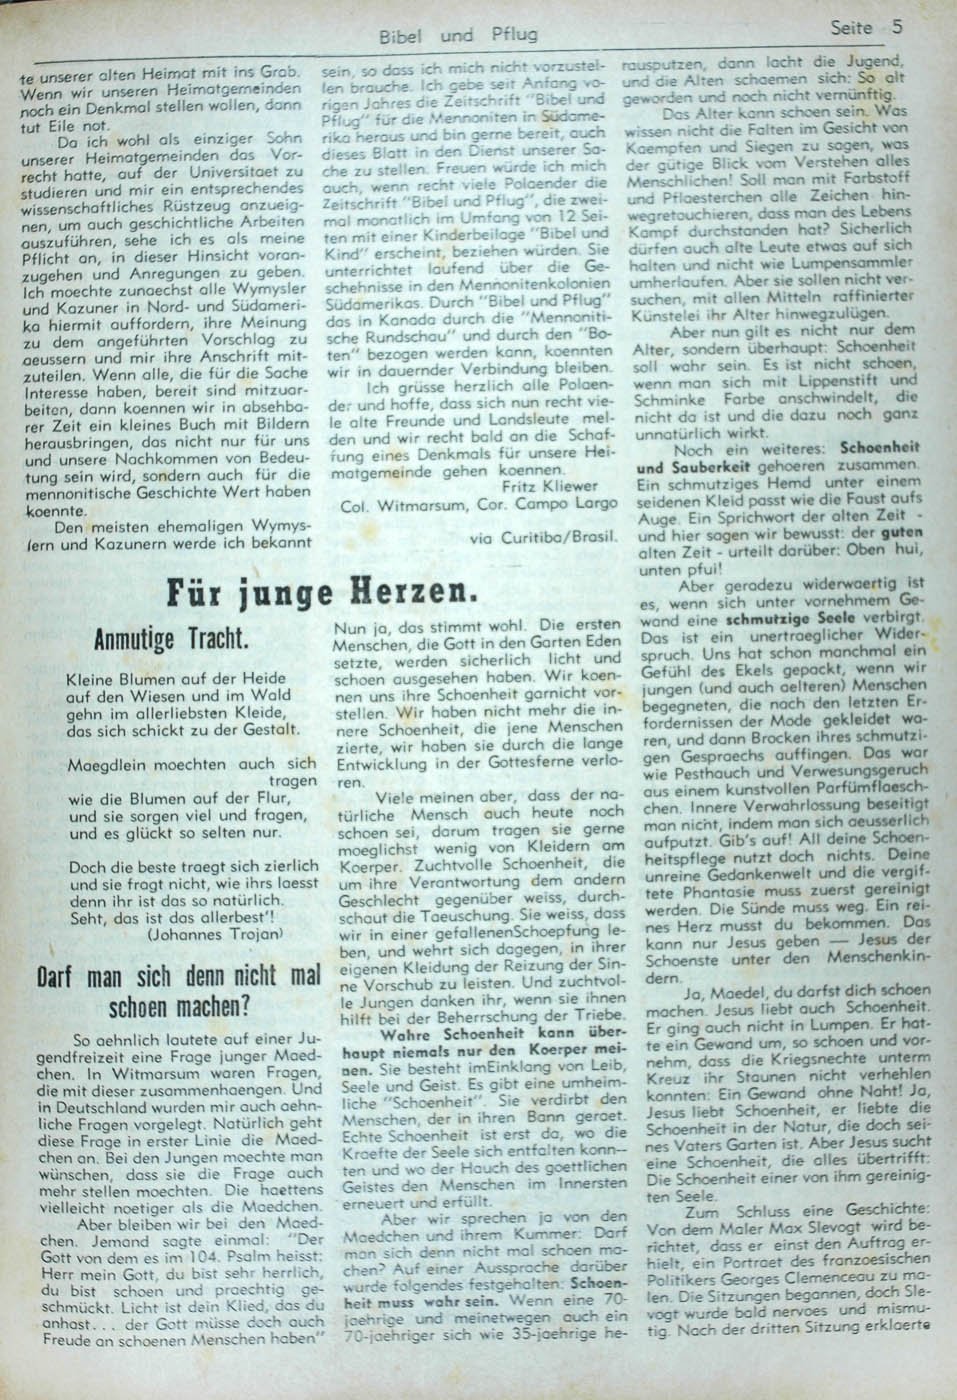 Bibel und Pflug
Seite 5
te unserer alten Heimat mit ins Grab.
Wenn wir unseren Heimatgemeinden
noch ein Denkmal stellen wollen, dann
tut Eile not.
Da ich wohl als einziger Sohn
unserer Heimatgemeinden das Vor-
recht hatte, auf der Universitaet zu
studieren und mir ein entsprechendes
wissenschaftliches Rüstzeug anzueig-
nen, um auch geschichtliche Arbeiten
auszuführen, sehe ich es als meine
Pflicht an, in dieser Hinsicht voran-
zugehen und Anregungen zu geben.
Ich moechte zunaechst alle Wymysler
und Kazuner in Nord- und Südameri-
ka hiermit auffordern, ihre Meinung
zu dem angeführten Vorschlag zu
aeussern und mir ihre Anschrift mit-
zuteilen. Wenn alle, die für die Sache
Interesse haben, bereit sind mitzuar-
beiten, dann koennen wir in absehba-
rer Zeit ein kleines Buch mit Bildern
herausbringen, das nicht nur für uns
und unsere Nachkommen von Bedeu-
tung sein wird, sondern auch für die
mennonitische Geschichte Wert haben
koennte.
Den meisten ehemaligen Wymys-
lern und Kazunern werde ich bekannt
sein, so dass ich mich nicht vorzustel-
len brauche. Ich gebe seit Anfang vo-
rigen Jahres die Zeitschrift "Bibel und
Pflug" für die Mennoniten in Südame-
rika heraus und bin gerne bereit, auch
dieses Blatt in den Dienst unserer Sa-
che zu stellen. Freuen würde ich mich
auch, wenn recht viele Polaender die
Zeitschrift "Bibel und Pflug", die zwei-
mal monatlich im Umfang von 12 Sei-
ten mit einer Kinderbeilage "Bibel und
Kind" erscheint, beziehen würden. Sie
unterrichtet laufend über die Ge-
schehnisse in den Mennonitenkolonien
Südamerikas. Durch "Bibel und Pflug"
das in Kanada durch die "Mennoniti-
sche Rundschau" und durch den "Bo-
ten" bezogen werden kann, koennten
wir in dauernder Verbindung bleiben.
Ich grüsse herzlich alle Polaen-
der und hoffe, dass sich nun recht vie-
le alte Freunde und Landsleute mel-
den und wir recht bald an die Schaf-
fung eines Denkmals für unsere Hei-
matgemeinde gehen koennen.
Fritz Kliewer
Col. Witmarsum, Cor. Campo Largo
via Curitiba/Brasil.
Für junge Herzen.
Anmutige Tracht.
Kleine Blumen auf der Heide
auf den Wiesen und im Wald
gehn im allerliebsten Kleide,
das sich schickt zu der Gestalt.
Maegdlein moechten auch sich
tragen
wie die Blumen auf der Flur,
und sie sorgen viel und fragen,
und es glückt so selten nur.
Doch die beste traegt sich zierlich
und sie fragt nicht, wie ihrs laesst
denn ihr ist das so natürlich.
Seht, das ist das allerbest'!
(Johannes Trojan)
Darf man sich denn nicht mal
schoen machen?
So aehnlich lautete auf einer Ju-
gendfreizeit eine Frage junger Maed-
chen. In Witmarsum waren Fragen,
die mit dieser zusammenhaengen. Und
in Deutschland wurden mir auch aehn-
liche Fragen vorgelegt. Natürlich geht
diese Frage in erster Linie die Maed-
chen an. Bei den Jungen moechte man
wünschen, dass sie die Frage auch
mehr stellen moechten. Die haettens
vielleicht noetiger als die Maedchen.
Aber bleiben wir bei den Maed-
chen. Jemand sagte einmal: "Der
Gott von dem es im 104. Psalm heisst:
Herr mein Gott, du bist sehr herrlich,
du bist schoen und praechtig ge-
schmückt. Licht ist dein Klied, das du
anhast... der Gott müsse doch auch
Freude an schoenen Menschen haben"
Nun ja, das stimmt wohl. Die ersten
Menschen, die Gott in den Garten Eden
setzte, werden sicherlich licht und
schoen ausgesehen haben. Wir koen-
nen uns ihre Schoenheit garnicht vor-
stellen. Wir haben nicht mehr die in-
nere Schoenheit, die jene Menschen
zierte, wir haben sie durch die lange
Entwicklung in der Gottesferne verlo-
ren.
Viele meinen aber, dass der na-
türliche Mensch auch heute noch
schoen sei, darum tragen sie gerne
moeglichst wenig von Kleidern am
Koerper. Zuchtvolle Schoenheit, die
um ihre Verantwortung dem andern
Geschlecht gegenüber weiss, durch-
schaut die Taeuschung. Sie weiss, dass
wir in einer gefallenenSchoepfung le-
ben, und wehrt sich dagegen, in ihrer
eigenen Kleidung der Reizung der Sin-
ne Vorschub zu leisten. Und zuchtvol-
le Jungen danken ihr, wenn sie ihnen
hilft bei der Beherrschung der Triebe.
Wahre Schoenheit kann über-
haupt niemals nur den Koerper mei-
nen. Sie besteht imEinklang von Leib,
Seele und Geist. Es gibt eine umheim-
liche "Schoenheit". Sie verdirbt den
Menschen, der in ihren Bann geraet.
Echte Schoenheit ist erst da, wo die
Kraefte der Seele sich entfalten konn--
ten und wo der Hauch des goettlichen
Geistes den Menschen im Innersten
erneuert und erfüllt.
Aber wir sprechen ja von den
Maedchen und ihrem Kummer: Darf
man sich denn nicht mal schoen ma-
chen? Auf einer Aussprache darüber
wurde folgendes festgehalten: Schoen-
heit muss wahr sein. Wenn eine 70-
jaehrige und meinetwegen auch ein
70-jaehriger sich wie 35-jaehrige he-
rausputzen, dann lacht die Jugend,
und die Alten schaemen sich: So alt
geworden und noch nicht vernünftig.
Das Alter kann schoen sein. Was
wissen nicht die Falten im Gesicht von
Kaempfen und Siegen zu sagen, was
der gütige Blick vom Verstehen alles
Menschlichen! Soll man mit Farbstoff
und Pflaesterchen alle Zeichen hin-
wegretouchieren, dass man des Lebens
Kampf durchstanden hat? Sicherlich
dürfen auch alte Leute etwas auf sich
halten und nicht wie Lumpensammler
umherlaufen. Aber sie sollen nicht ver-
suchen, mit allen Mitteln raffinierter
Künstelei ihr Alter hinwegzulügen.
Aber nun gilt es nicht nur dem
Alter, sondern überhaupt: Schoenheit
soll wahr sein. Es ist nicht schoen,
wenn man sich mit Lippenstift und
Schminke Farbe anschwindelt, die
nicht da ist und die dazu noch ganz
unnatürlich wirkt.
Noch ein weiteres: Schoenheit
und Sauberkeit gehoeren zusammen.
Ein schmutziges Hemd unter einem
seidenen Kleid passt wie die Faust aufs
Auge. Ein Sprichwort der alten Zeit -
und hier sagen wir bewusst: der guten
alten Zeit - urteilt darüber: Oben hui,
unten pfui!
Aber geradezu widerwaertig ist
es, wenn sich unter vornehmem Ge-
wand eine schmutzige Seele verbirgt.
Das ist ein unertraeglicher Wider-
spruch. Uns hat schon manchmal ein
Gefühl des Ekels gepackt, wenn wir
jungen (und auch aelteren) Menschen
begegneten, die nach den letzten Er-
fordernissen der Mode gekleidet wa-
ren, und dann Brocken ihres schmutzi-
gen Gespraechs auffingen. Das war
wie Pesthauch und Verwesungsgeruch
aus einem kunstvollen Parfümflaesch-
chen. Innere Verwahrlossung beseitigt
man nicht, indem man sich aeusserlich
aufputzt. Gib's auf! All deine Schoen-
heitspflege nutzt doch nichts. Deine
unreine Gedankenwelt und die vergif-
tete Phantasie muss zuerst gereinigt
werden. Die Sünde muss weg. Ein rei-
nes Herz musst du bekommen. Das
kann nur Jesus geben — Jesus der
Schoenste unter den Menschenkin-
dern.
Ja, Maedel, du darfst dich schoen
machen. Jesus liebt auch Schoenheit.
Er ging auch nicht in Lumpen. Er hat-
te ein Gewand um, so schoen und vor-
nehm, dass die Kriegsnechte unterm
Kreuz ihr Staunen nicht verhehlen
konnten: Ein Gewand ohne Naht! Ja,
Jesus liebt Schoenheit, er liebte die
Schoenheit in der Natur, die doch sei-
nes Vaters Garten ist. Aber Jesus sucht
eine Schoenheit, die alles übertrifft:
Die Schoenheit einer von ihm gereinig-
ten Seele.
Zum Schluss eine Geschichte:
Von dem Maler Max Slevogt wird be-
richtet, dass er einst den Auftrag er-
hielt, ein Portraet des franzoesischen
Politikers Georges Clemenceau zu ma-
len. Die Sitzungen begannen, doch Sle-
vogt wurde bald nervoes und mismu-
tig. Nach der dritten Sitzung erklaerte